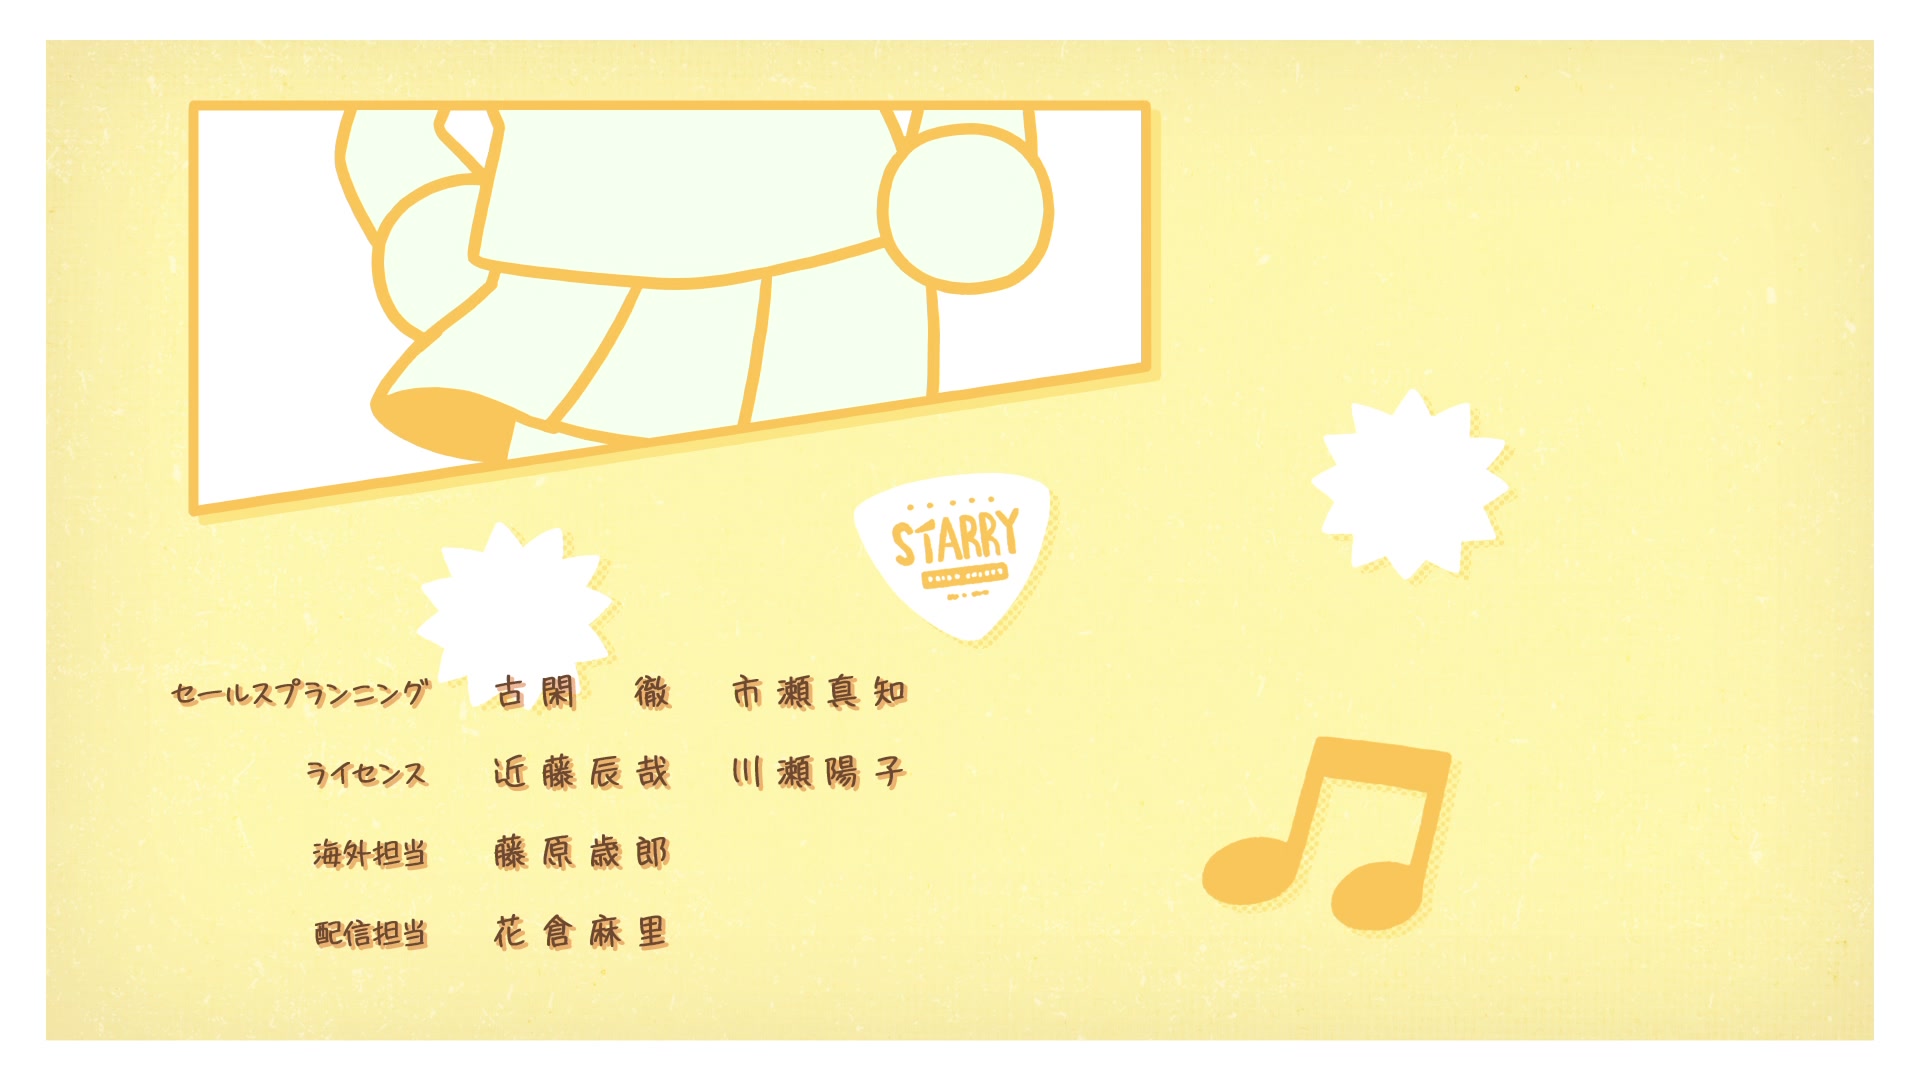 STARRY
セールスプランニング 古閑 徹 市瀬真知
ライセンス 近藤辰哉 川瀬陽子
海外担当 藤原歳郎
配信担当 花倉麻里